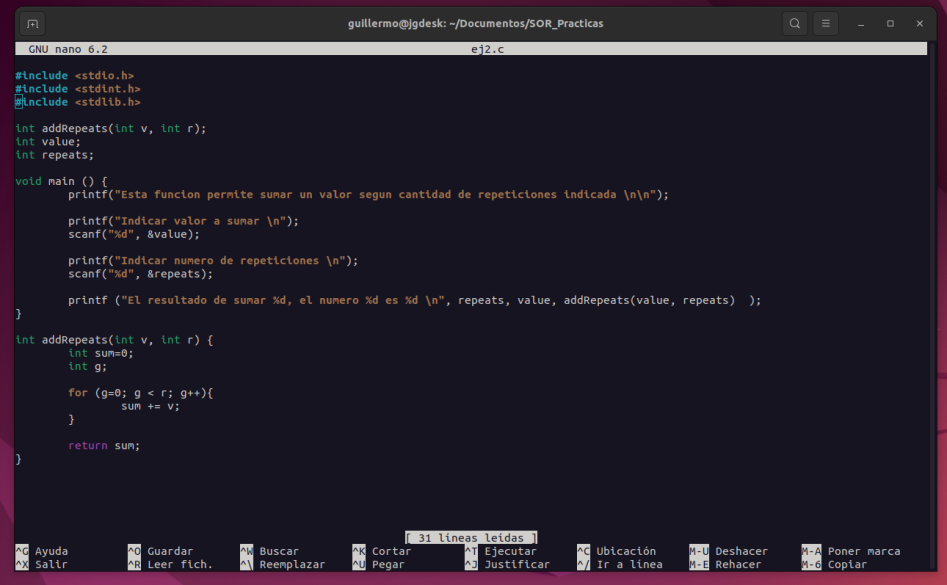 guillermo@jgdesk: ~/Documentos/SOR_Practicas
GNU nano 6.2 ej2.c
#include <stdio.h>
#include <stdint.h>
#include <stdlib.h>
int addRepeats(int v, int r);
int value;
int repeats;
void main () {
printf("Esta funcion permite sumar un valor segun cantidad de repeticiones indicada \n\n");
printf("Indicar valor a sumar \n");
scanf("%d", &value);
printf("Indicar numero de repeticiones \n");
scanf("%d", &repeats);
printf ("El resultado de sumar %d, el numero %d es %d \n", repeats, value, addRepeats(value, repeats)  );
}
int addRepeats(int v, int r) {
int sum=0;
int g;
for (g=0; g < r; g++){
sum += v;
}
return sum;
}
[ 31 líneas leídas ]
^G Ayuda ^O Guardar ^W Buscar ^K Cortar ^T Ejecutar ^C Ubicación M-U Deshacer M-A Poner marca
^X Salir ^R Leer fich. ^\ Reemplazar ^U Pegar ^J Justificar ^/ Ir a línea M-E Rehacer M-6 Copiar